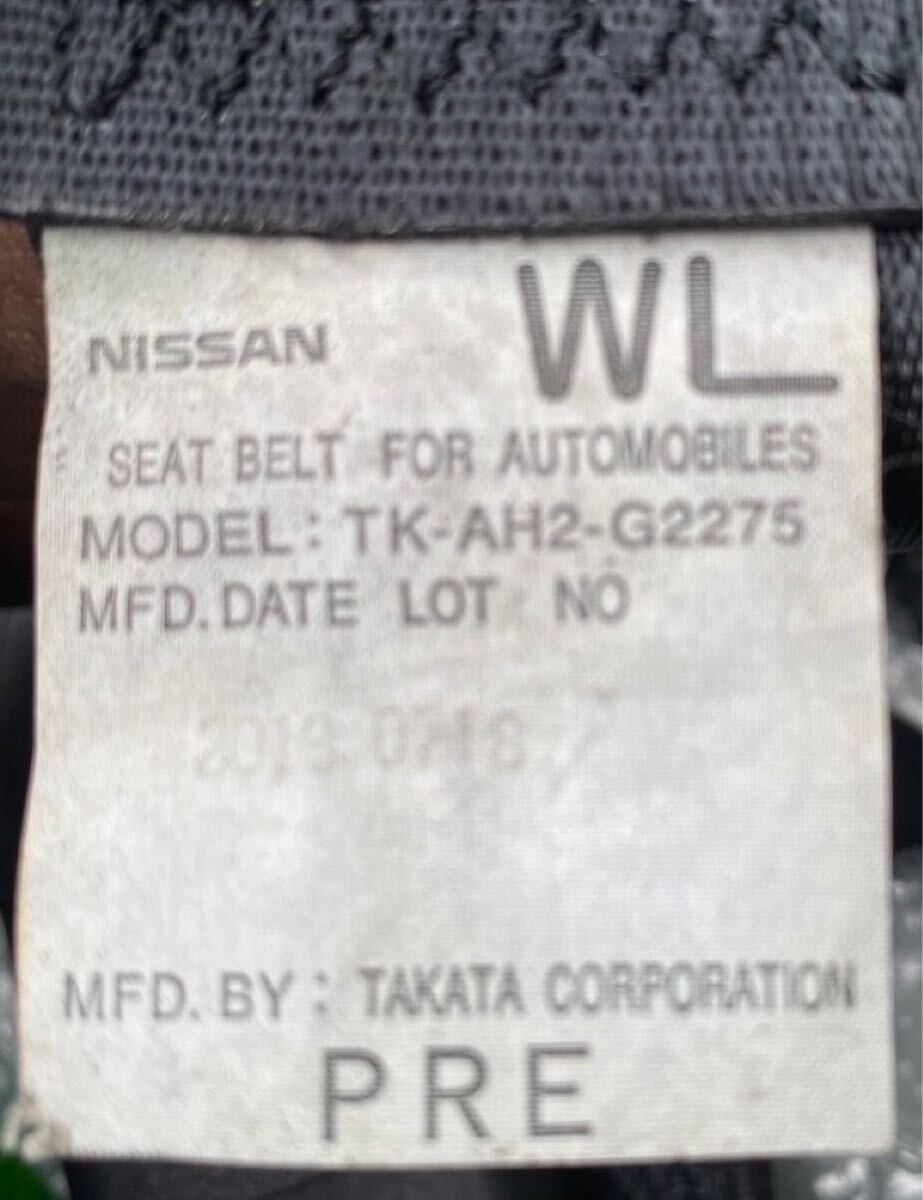 WL
NISSAN
SEAT BELT FOR AUTOMOBILES
MODEL: TK-AH2-G2275
MFD.DATE LOT NO
MFD.BY: TAKATA CORPORATION
PRE